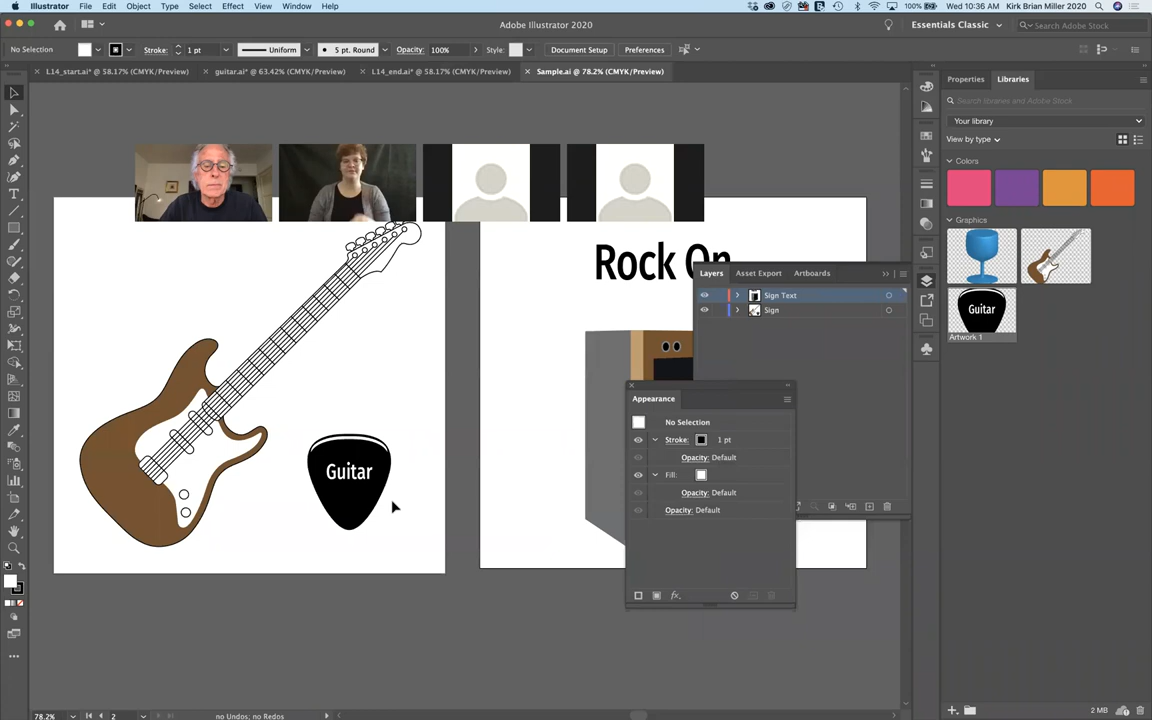 Illustrator File Edit Object Type Select Effect View Window Help
100% Wed Nov 4 10:36 AM Kirk Brian Miller 2020
Adobe Illustrator 2020
Essentials Classic
Search Adobe Stock
No Selection Stroke: 1 pt Uniform 5 pt. Round Opacity: 100% Style: Document Setup Preferences
L14_start.ai* @ 58.17% (CMYK/Preview) guitar.ai* @ 63.42% (CMYK/Preview) L14_end.ai @ 58.17% (CMYK/Preview) Sample.ai @ 78.2% (CMYK/Preview)
Properties Libraries
Search libraries and Adobe Stock
Your library
View by type
Colors
Graphics
Guitar
Artwork 1
Rock On
Layers Asset Export Artboards
Sign Text
Sign
Appearance
No Selection
Stroke: 1 pt
Opacity: Default
Fill:
Opacity: Default
Opacity: Default
fx
Guitar
78.2% 2 no Undos; no Redos
2 MB